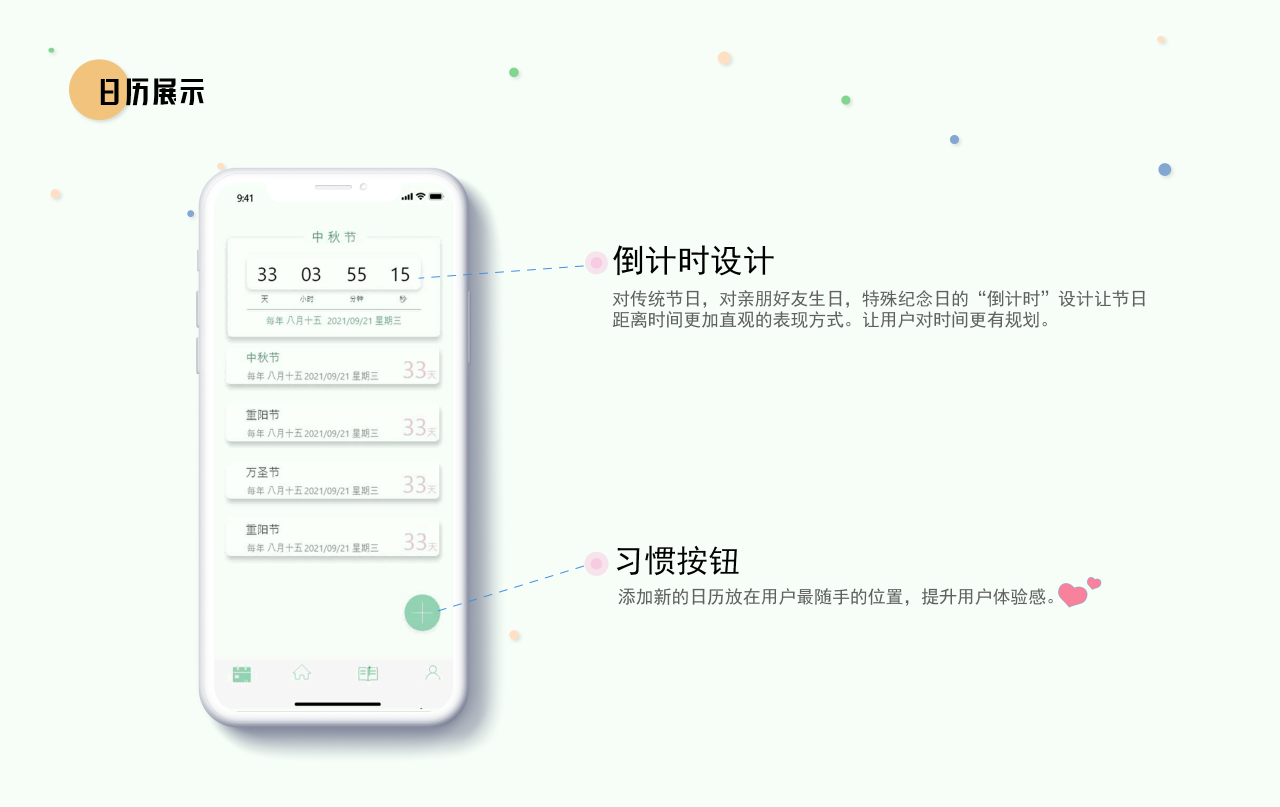 日历展示
9:41
中秋节
33 03 55 15
天 小时 分钟 秒
每年 八月十五 2021/09/21 星期三
中秋节
每年 八月十五 2021/09/21 星期三
33天
重阳节
每年 八月十五 2021/09/21 星期三
33天
万圣节
每年 八月十五 2021/09/21 星期三
33天
重阳节
每年 八月十五 2021/09/21 星期三
33天
倒计时设计
对传统节日，对亲朋好友生日，特殊纪念日的“倒计时”设计让节日
距离时间更加直观的表现方式。让用户对时间更有规划。
习惯按钮
添加新的日历放在用户最随手的位置，提升用户体验感。